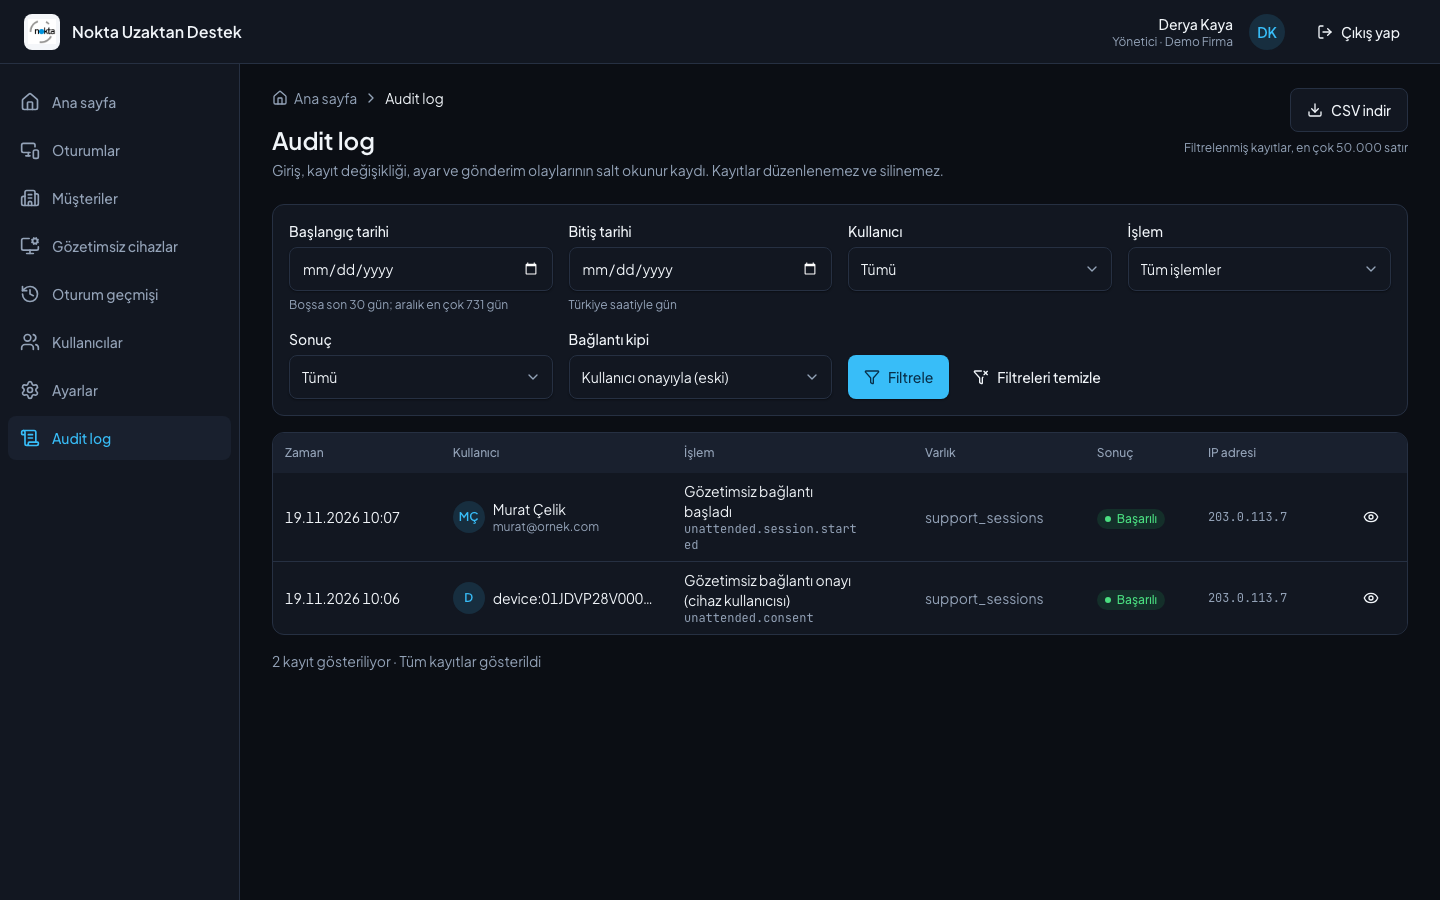 nokta
Nokta Uzaktan Destek
Derya Kaya
Yönetici · Demo Firma
DK
Çıkış yap
Ana sayfa
Oturumlar
Müşteriler
Gözetimsiz cihazlar
Oturum geçmişi
Kullanıcılar
Ayarlar
Audit log
Ana sayfa
Audit log
CSV indir
Audit log
Filtrelenmiş kayıtlar, en çok 50.000 satır
Giriş, kayıt değişikliği, ayar ve gönderim olaylarının salt okunur kaydı. Kayıtlar düzenlenemez ve silinemez.
Başlangıç tarihi
Bitiş tarihi
Kullanıcı
İşlem
mm/dd/yyyy
mm/dd/yyyy
Tümü
Tüm işlemler
Boşsa son 30 gün; aralık en çok 731 gün
Türkiye saatiyle gün
Sonuç
Bağlantı kipi
Tümü
Kullanıcı onayıyla (eski)
Filtrele
Filtreleri temizle
Zaman
Kullanıcı
İşlem
Varlık
Sonuç
IP adresi
19.11.2026 10:07
MÇ
Murat Çelik
murat@ornek.com
Gözetimsiz bağlantı
başladı
unattended.session.start
ed
support_sessions
Başarılı
203.0.113.7
19.11.2026 10:06
D
device:01JDVP28V000…
Gözetimsiz bağlantı onayı
(cihaz kullanıcısı)
unattended.consent
support_sessions
Başarılı
203.0.113.7
2 kayıt gösteriliyor · Tüm kayıtlar gösterildi